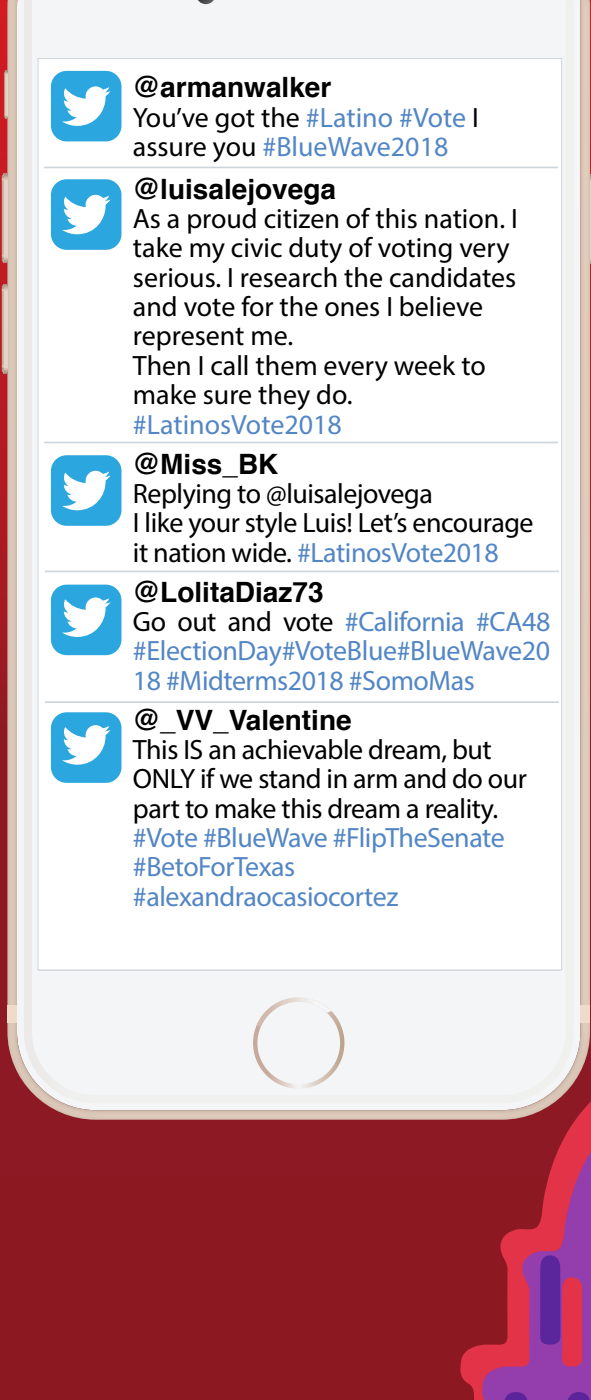 @armanwalker
You've got the #Latino #Vote I
assure you #BlueWave2018
@luisalejovega
As a proud citizen of this nation. I
take my civic duty of voting very
serious. I research the candidates
and vote for the ones I believe
represent me.
Then I call them every week to
make sure they do.
#LatinosVote2018
@Miss_BK
Replying to @luisalejovega
I like your style Luis! Let's encourage
it nation wide. #LatinosVote2018
@LolitaDiaz73
Go out and vote #California #CA48
#ElectionDay#VoteBlue#BlueWave20
18 #Midterms2018 #SomoMas
@_VV_Valentine
This IS an achievable dream, but
ONLY if we stand in arm and do our
part to make this dream a reality.
#Vote #BlueWave #FlipTheSenate
#BetoForTexas
#alexandraocasiocortez